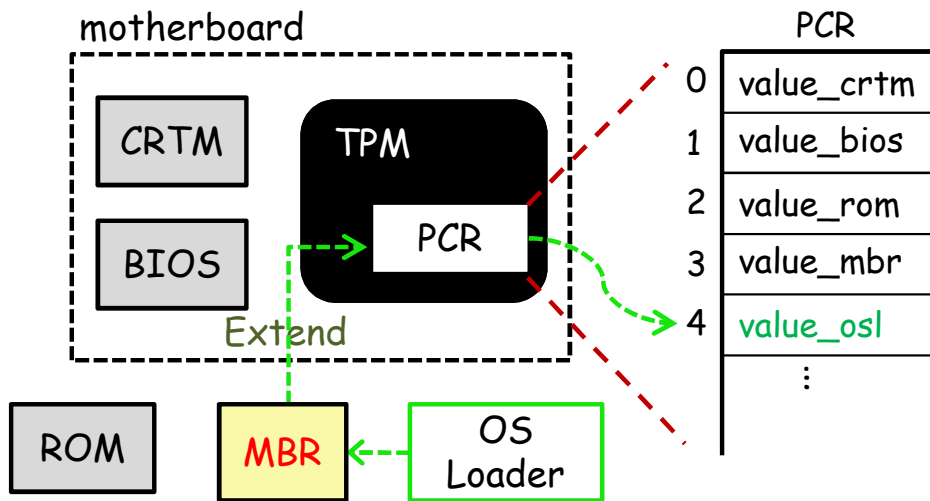 motherboard
CRTM
BIOS
TPM
PCR
Extend
ROM
MBR
OS
Loader
PCR
0 value_crtm
1 value_bios
2 value_rom
3 value_mbr
4 value_osl
...